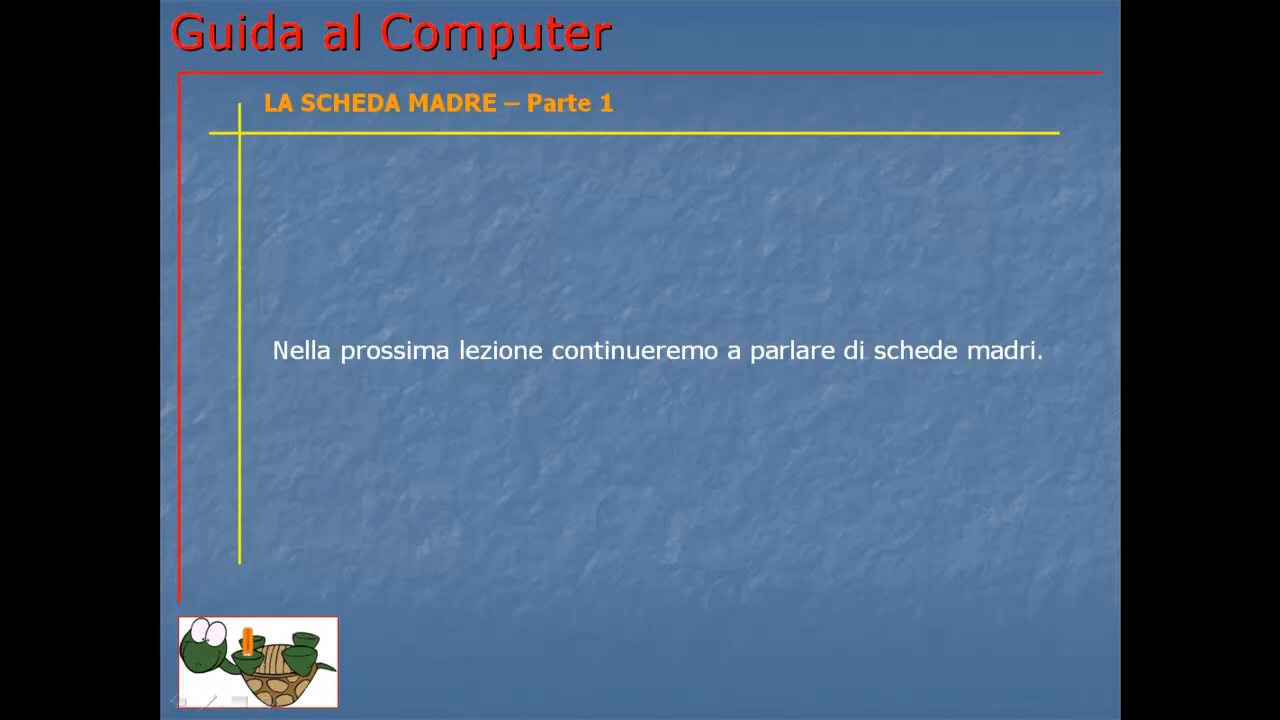 Guida al Computer
LA SCHEDA MADRE – Parte 1
Nella prossima lezione continueremo a parlare di schede madri.